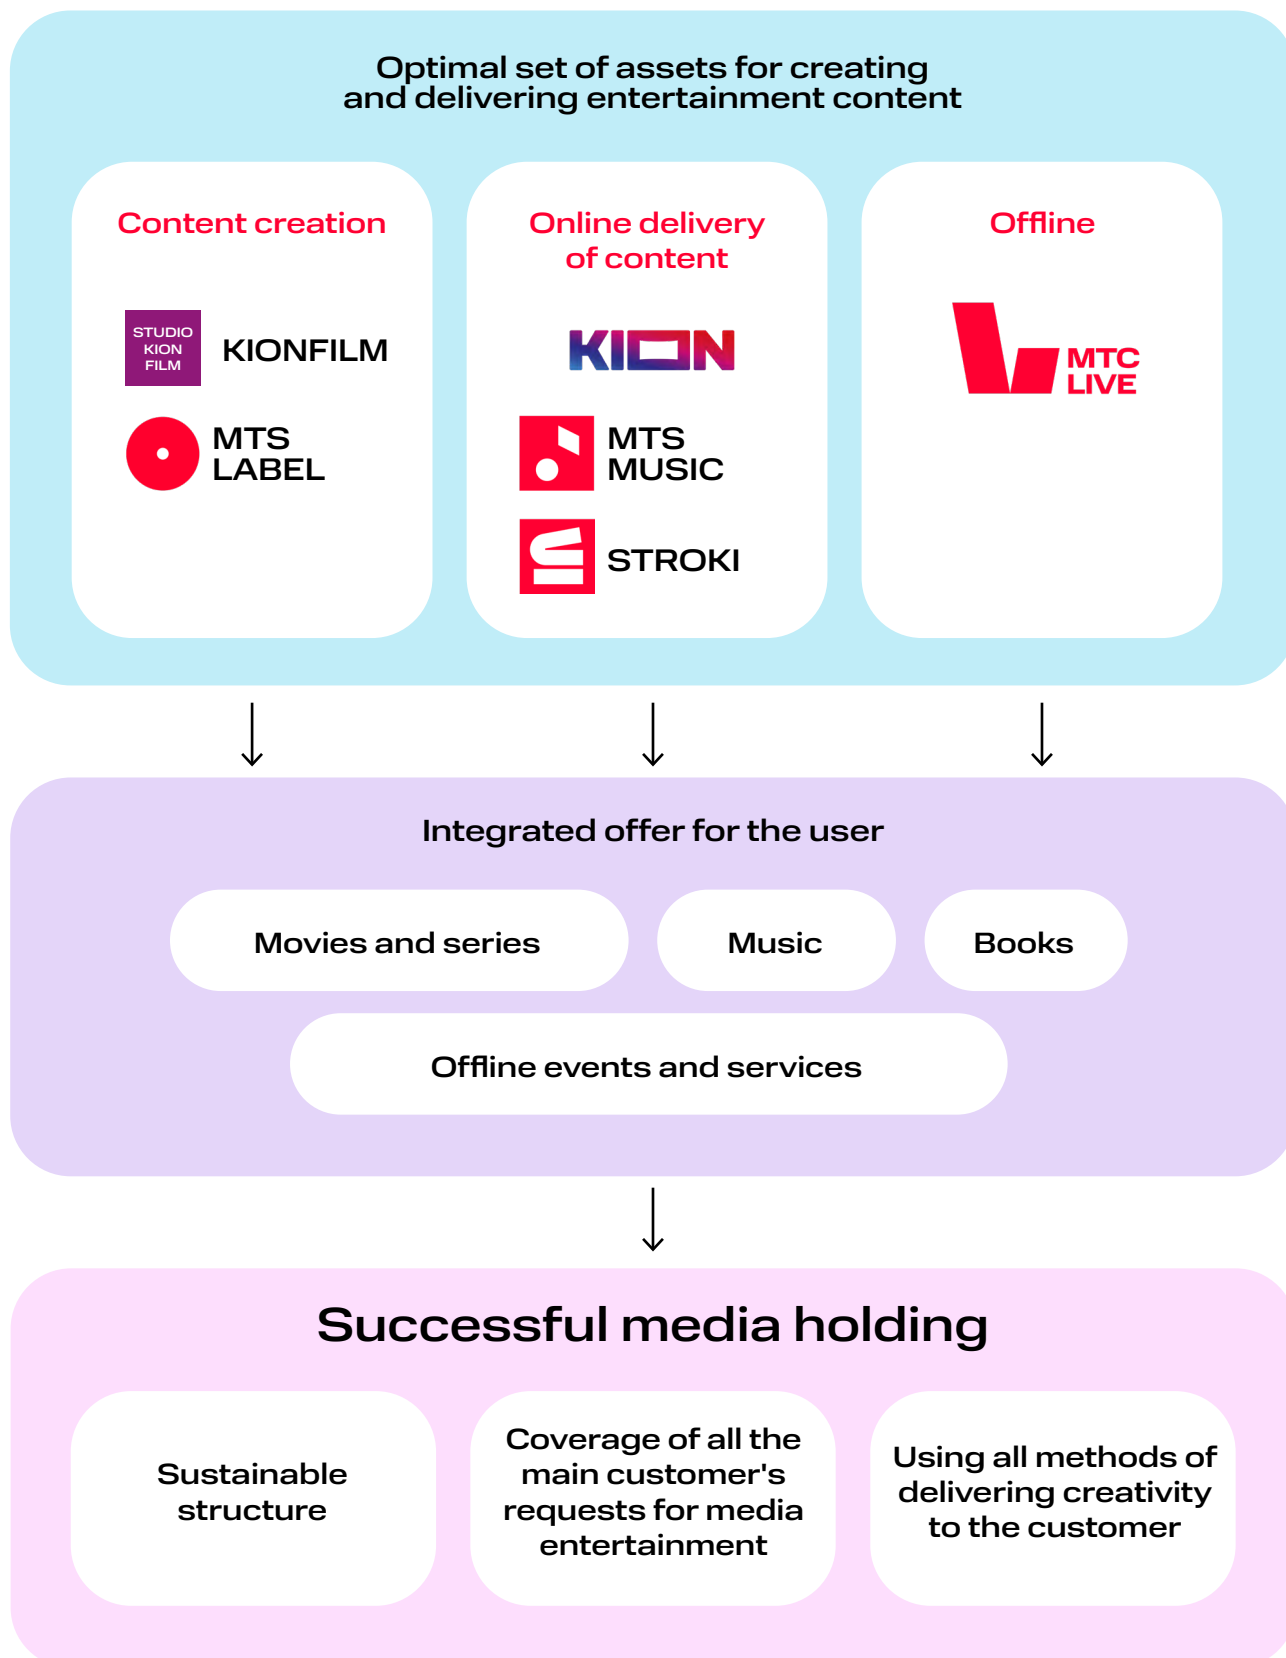 Optimal set of assets for creating
and delivering entertainment content
Content creation
STUDIO
KION
FILM
KIONFILM
MTS
LABEL
Online delivery
of content
KION
MTS
MUSIC
STROKI
Offline
МТС
LIVE
Integrated offer for the user
Movies and series
Music
Books
Offline events and services
Successful media holding
Sustainable
structure
Coverage of all the
main customer's
requests for media
entertainment
Using all methods of
delivering creativity
to the customer